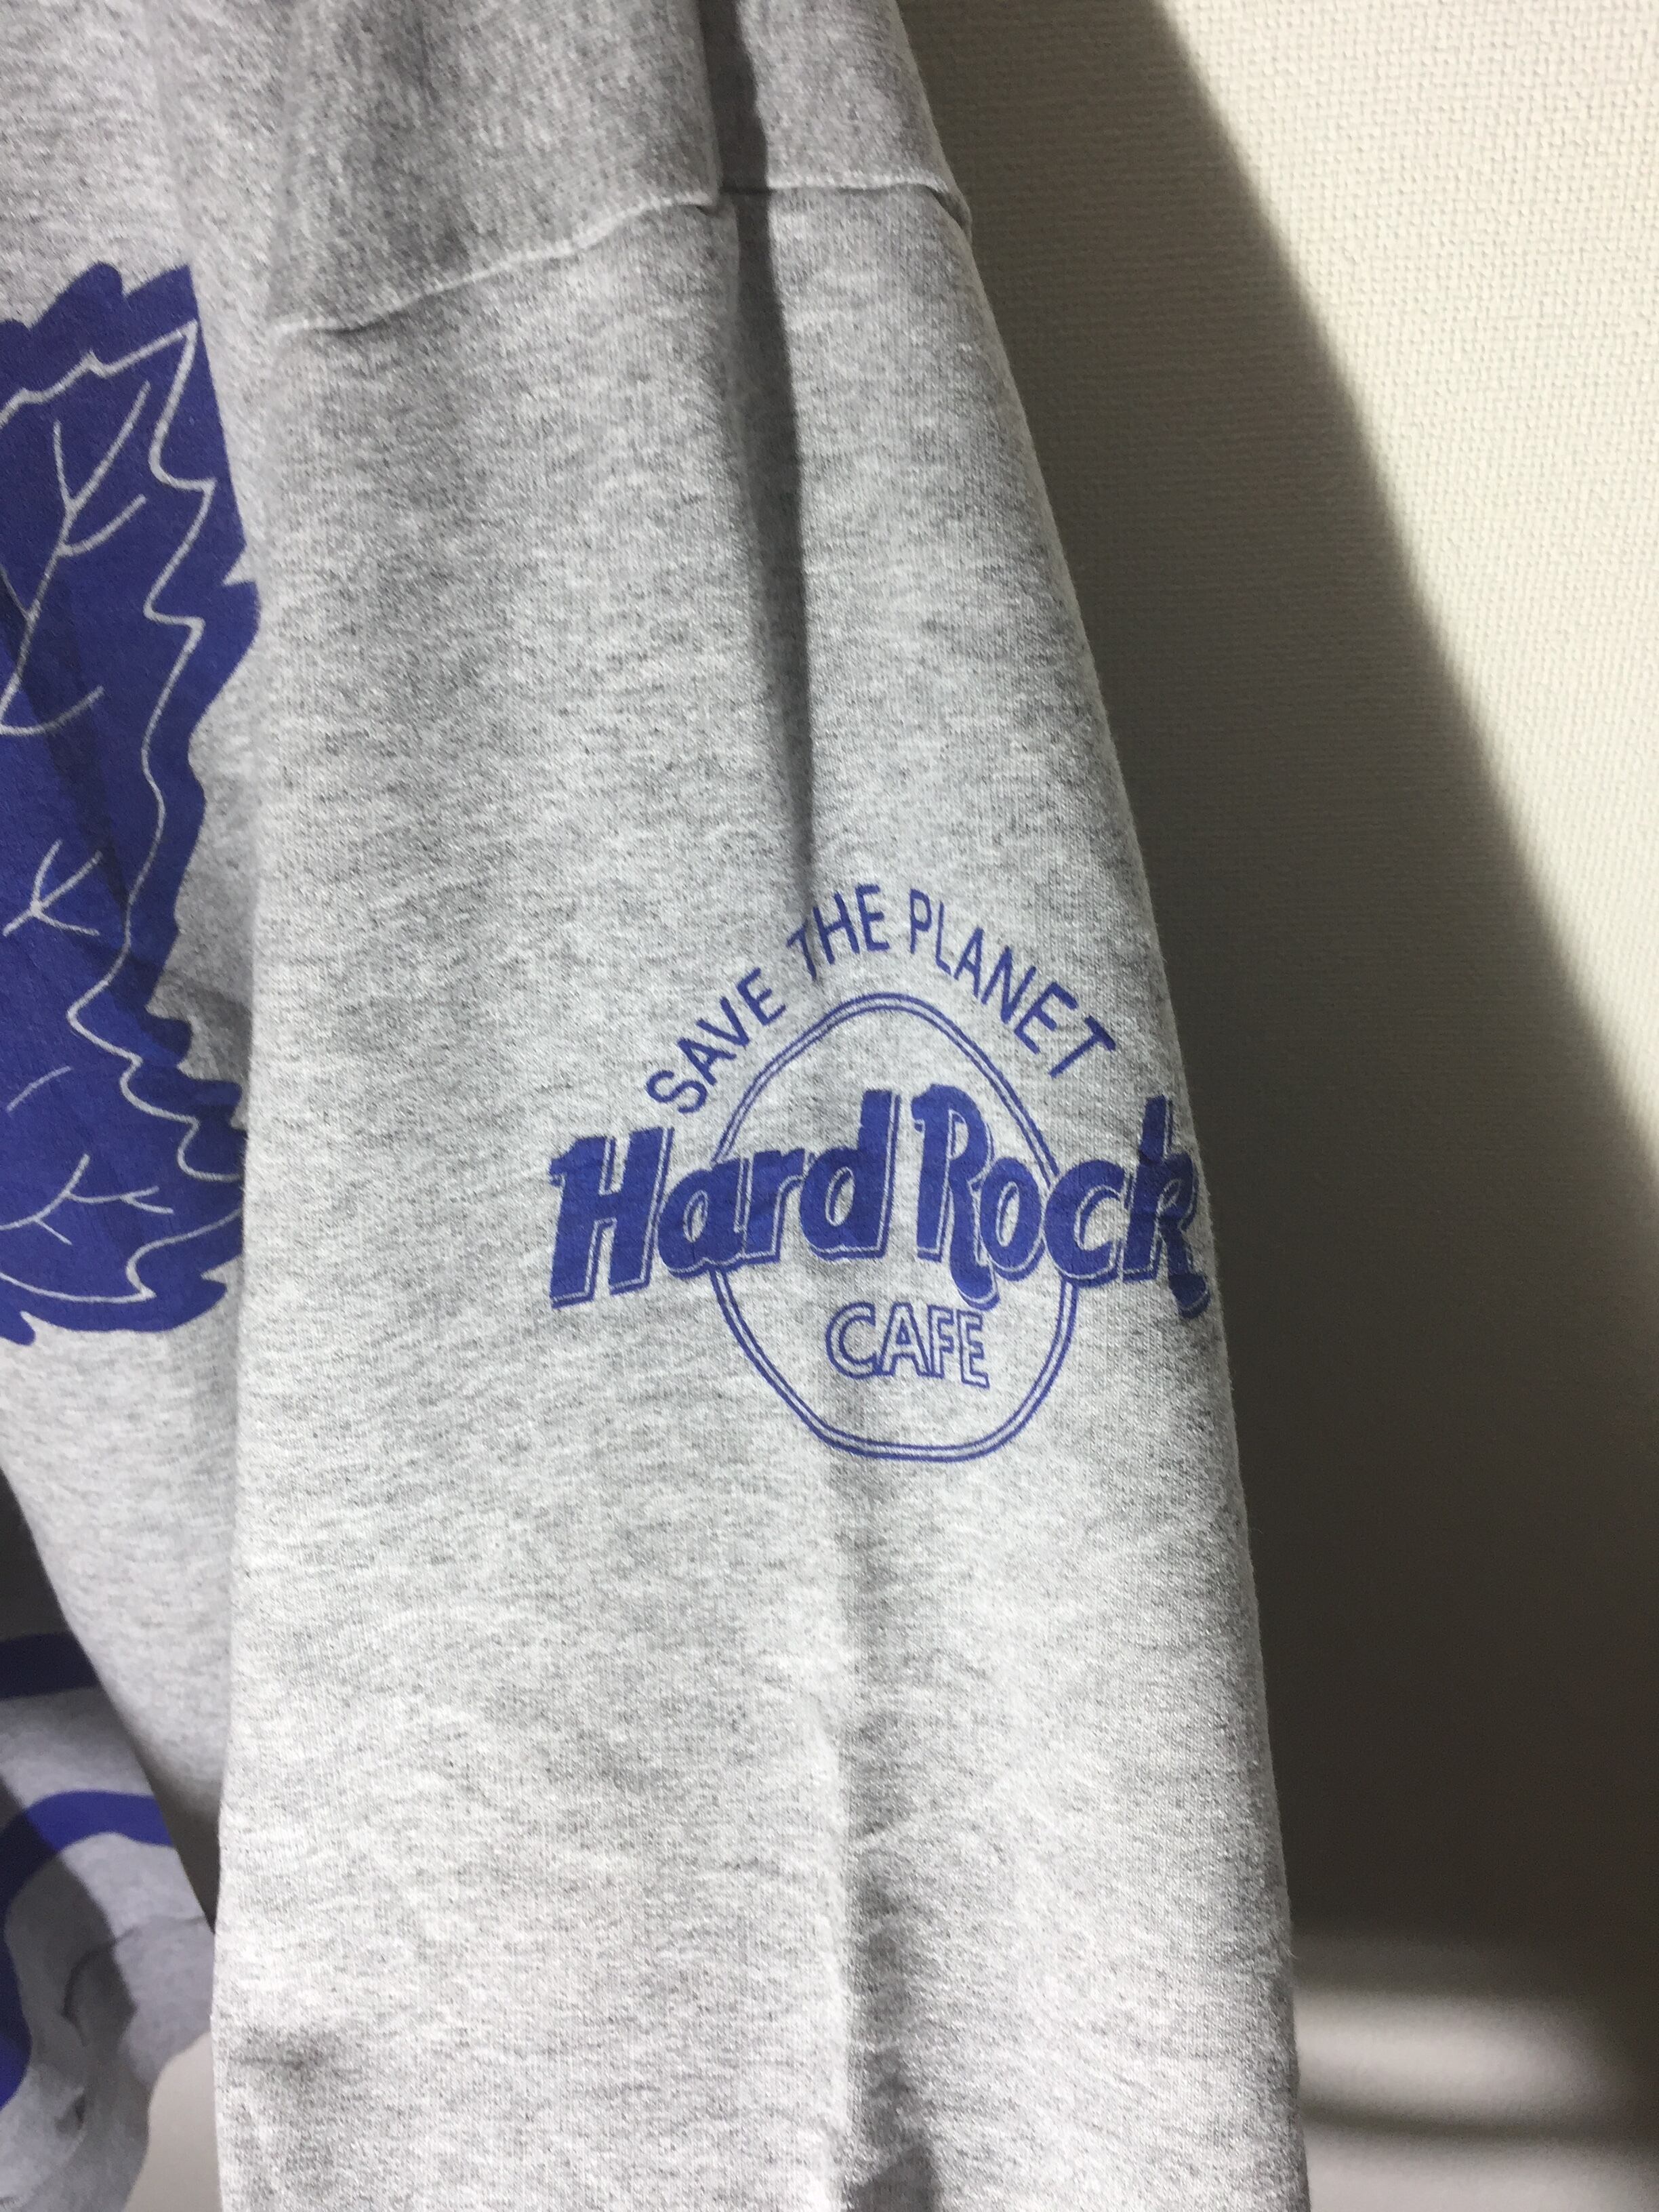 SAVE THE PLANET
Hard Rock
CAFE